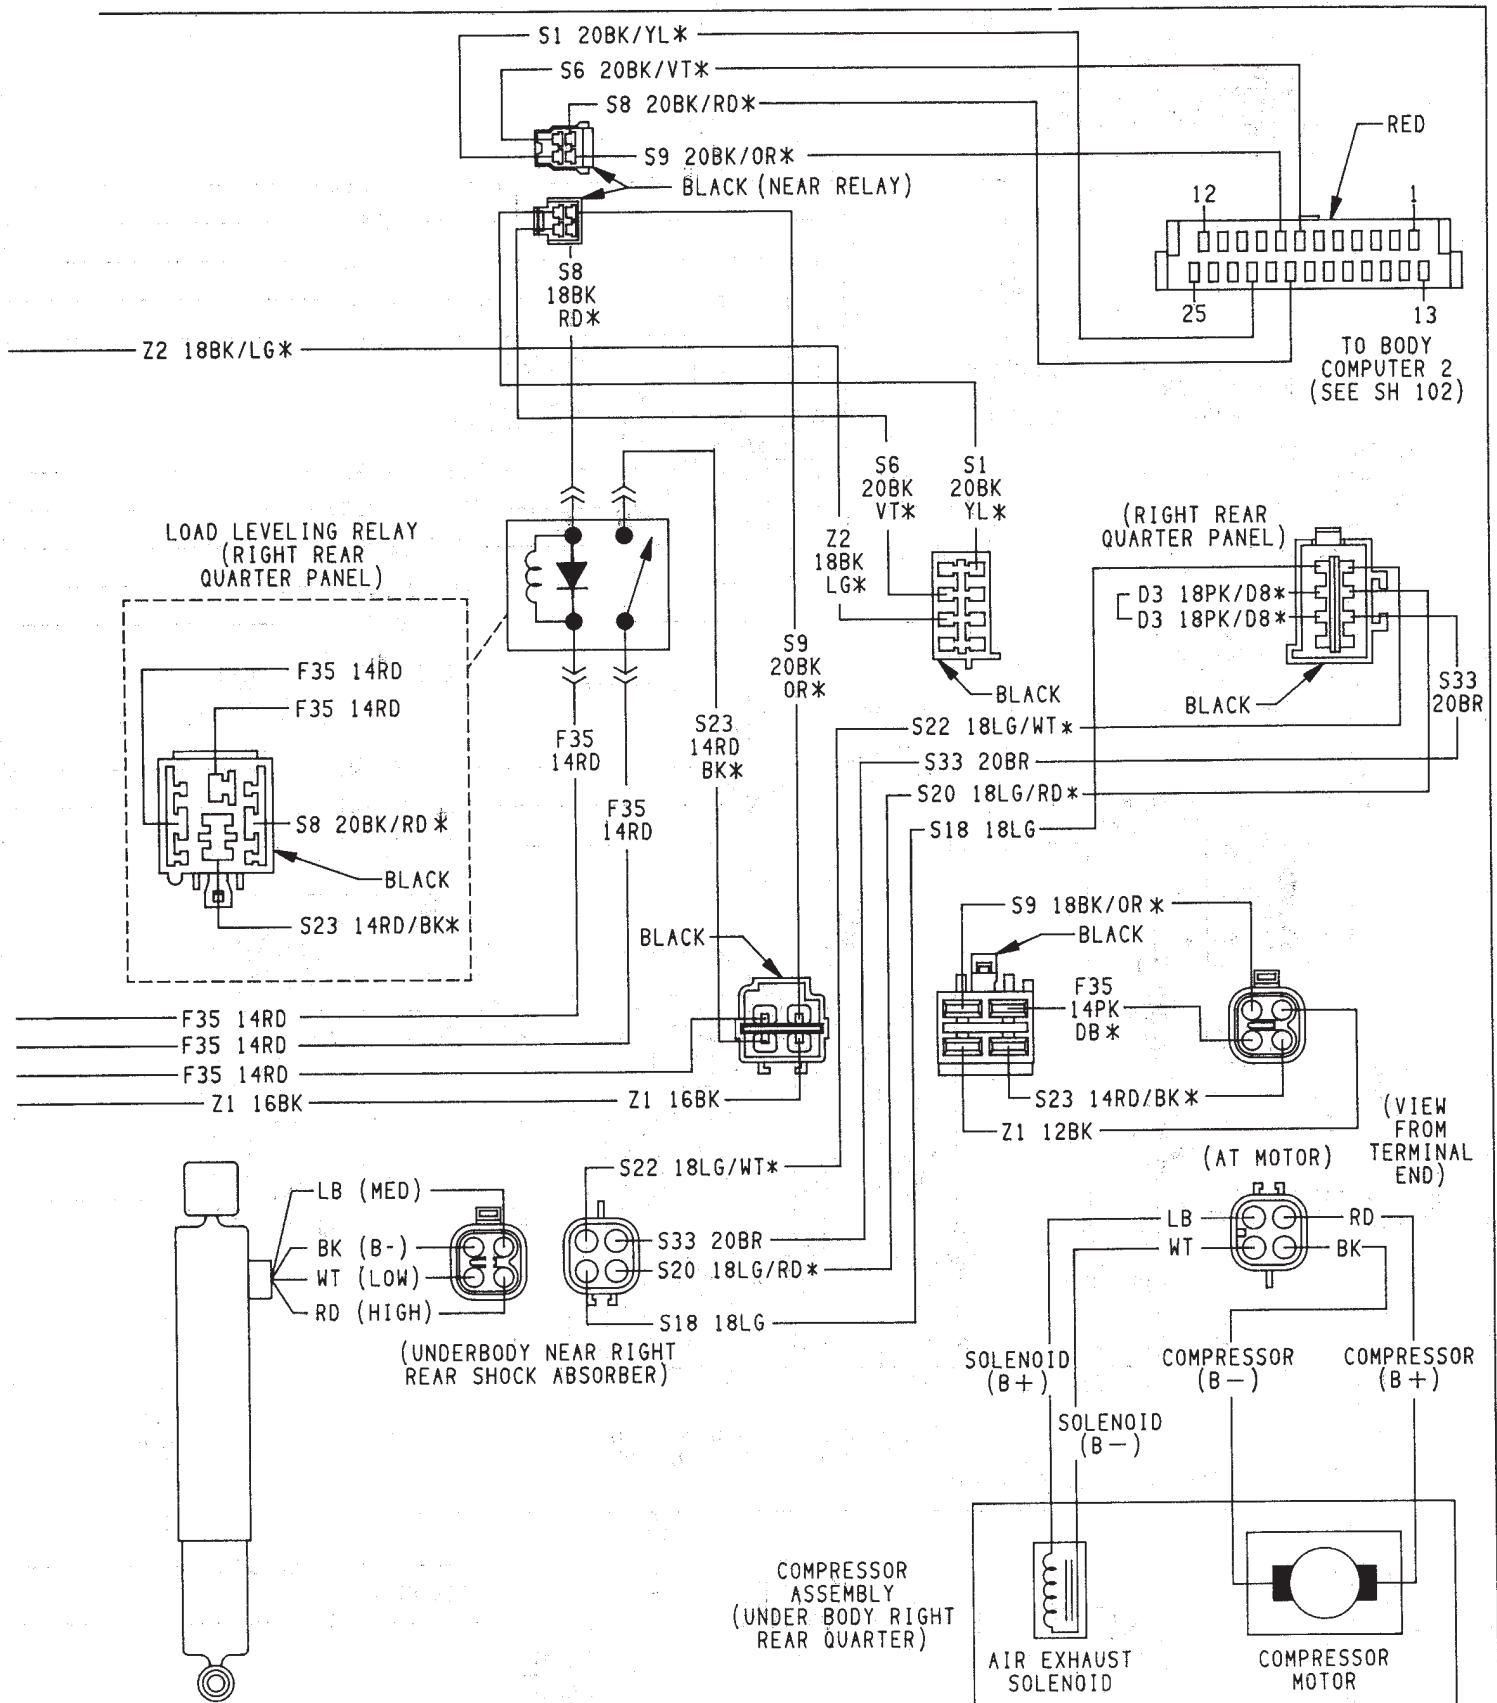 S1 20BK/YL*
S6 20BK/VT*
S8 20BK/RD*
RED
S9 20BK/OR*
BLACK (NEAR RELAY)
12
1
S8
18BK
RD*
25
13
Z2 18BK/LG*
TO BODY
COMPUTER 2
(SEE SH 102)
S6
20BK
VT*
S1
20BK
YL*
(RIGHT REAR
QUARTER PANEL)
LOAD LEVELING RELAY
(RIGHT REAR
QUARTER PANEL)
Z2
18BK
LG*
D3 18PK/D8*
D3 18PK/D8*
S9
20BK
OR*
F35 14RD
F35 14RD
BLACK
BLACK
S33
20BR
F35
14RD
S23
14RD
BK*
S22 18LG/WT*
S33 20BR
S20 18LG/RD*
S18 18LG
F35
14RD
S8 20BK/RD*
BLACK
S23 14RD/BK*
BLACK
S9 18BK/OR*
BLACK
F35
14PK
DB*
F35 14RD
F35 14RD
F35 14RD
Z1 16BK
Z1 16BK
S23 14RD/BK*
Z1 12BK
(VIEW
FROM
TERMINAL
END)
(AT MOTOR)
S22 18LG/WT*
LB (MED)
BK (B-)
WT (LOW)
RD (HIGH)
S33 20BR
S20 18LG/RD*
S18 18LG
LB
WT
RD
BK
(UNDERBODY NEAR RIGHT
REAR SHOCK ABSORBER)
SOLENOID
(B+)
COMPRESSOR
(B-)
COMPRESSOR
(B+)
SOLENOID
(B-)
COMPRESSOR
ASSEMBLY
(UNDER BODY RIGHT
REAR QUARTER)
AIR EXHAUST
SOLENOID
COMPRESSOR
MOTOR